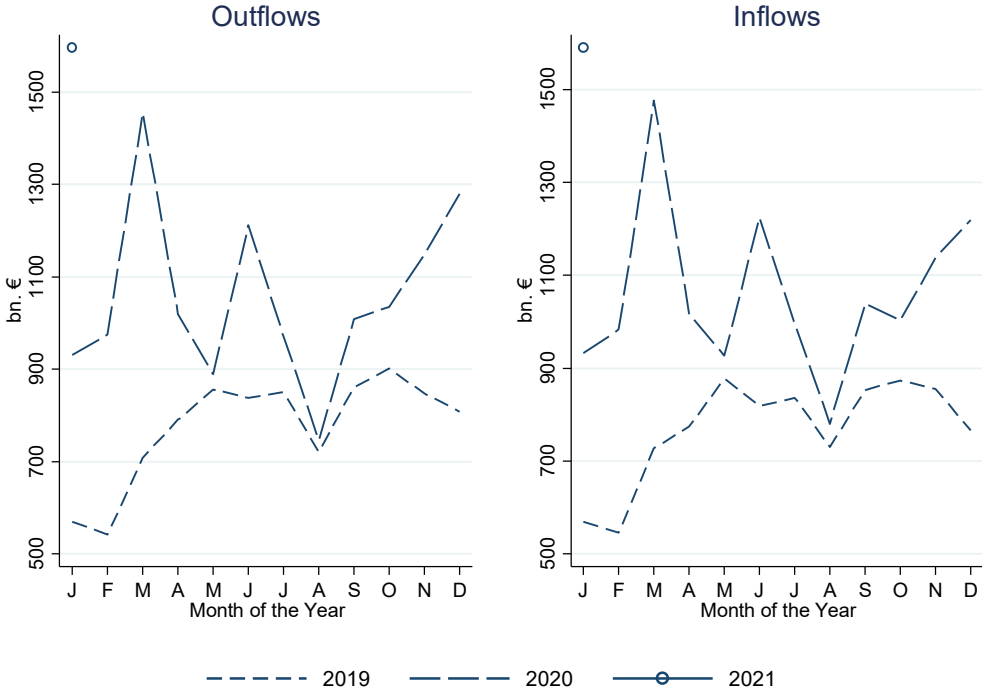 Outflows
bn. €
1500
1300
1100
900
700
500
J F M A M J J A S O N D
Month of the Year
Inflows
bn. €
1500
1300
1100
900
700
500
J F M A M J J A S O N D
Month of the Year
2019 2020 2021